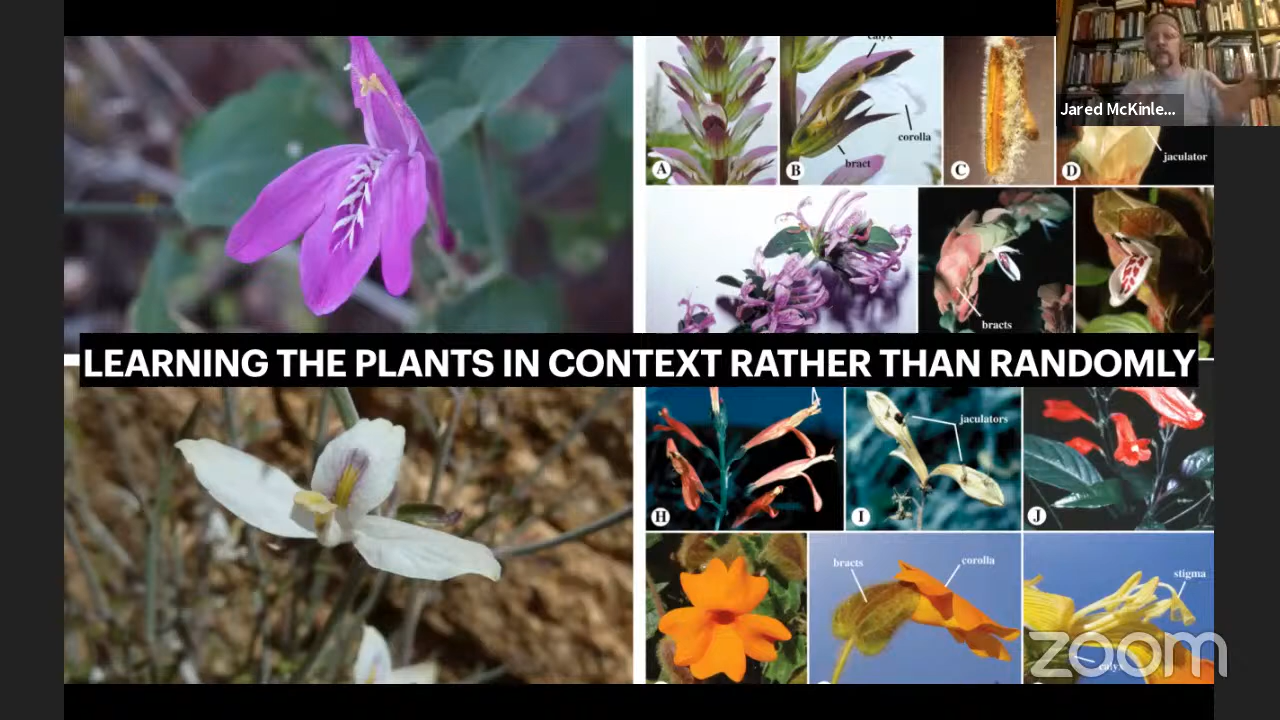 calyx
corolla
bract
A
B
C
D
jaculator
Jared McKinle...
bracts
LEARNING THE PLANTS IN CONTEXT RATHER THAN RANDOMLY
jaculators
H
I
J
bracts
corolla
stigma
calyx
zoom